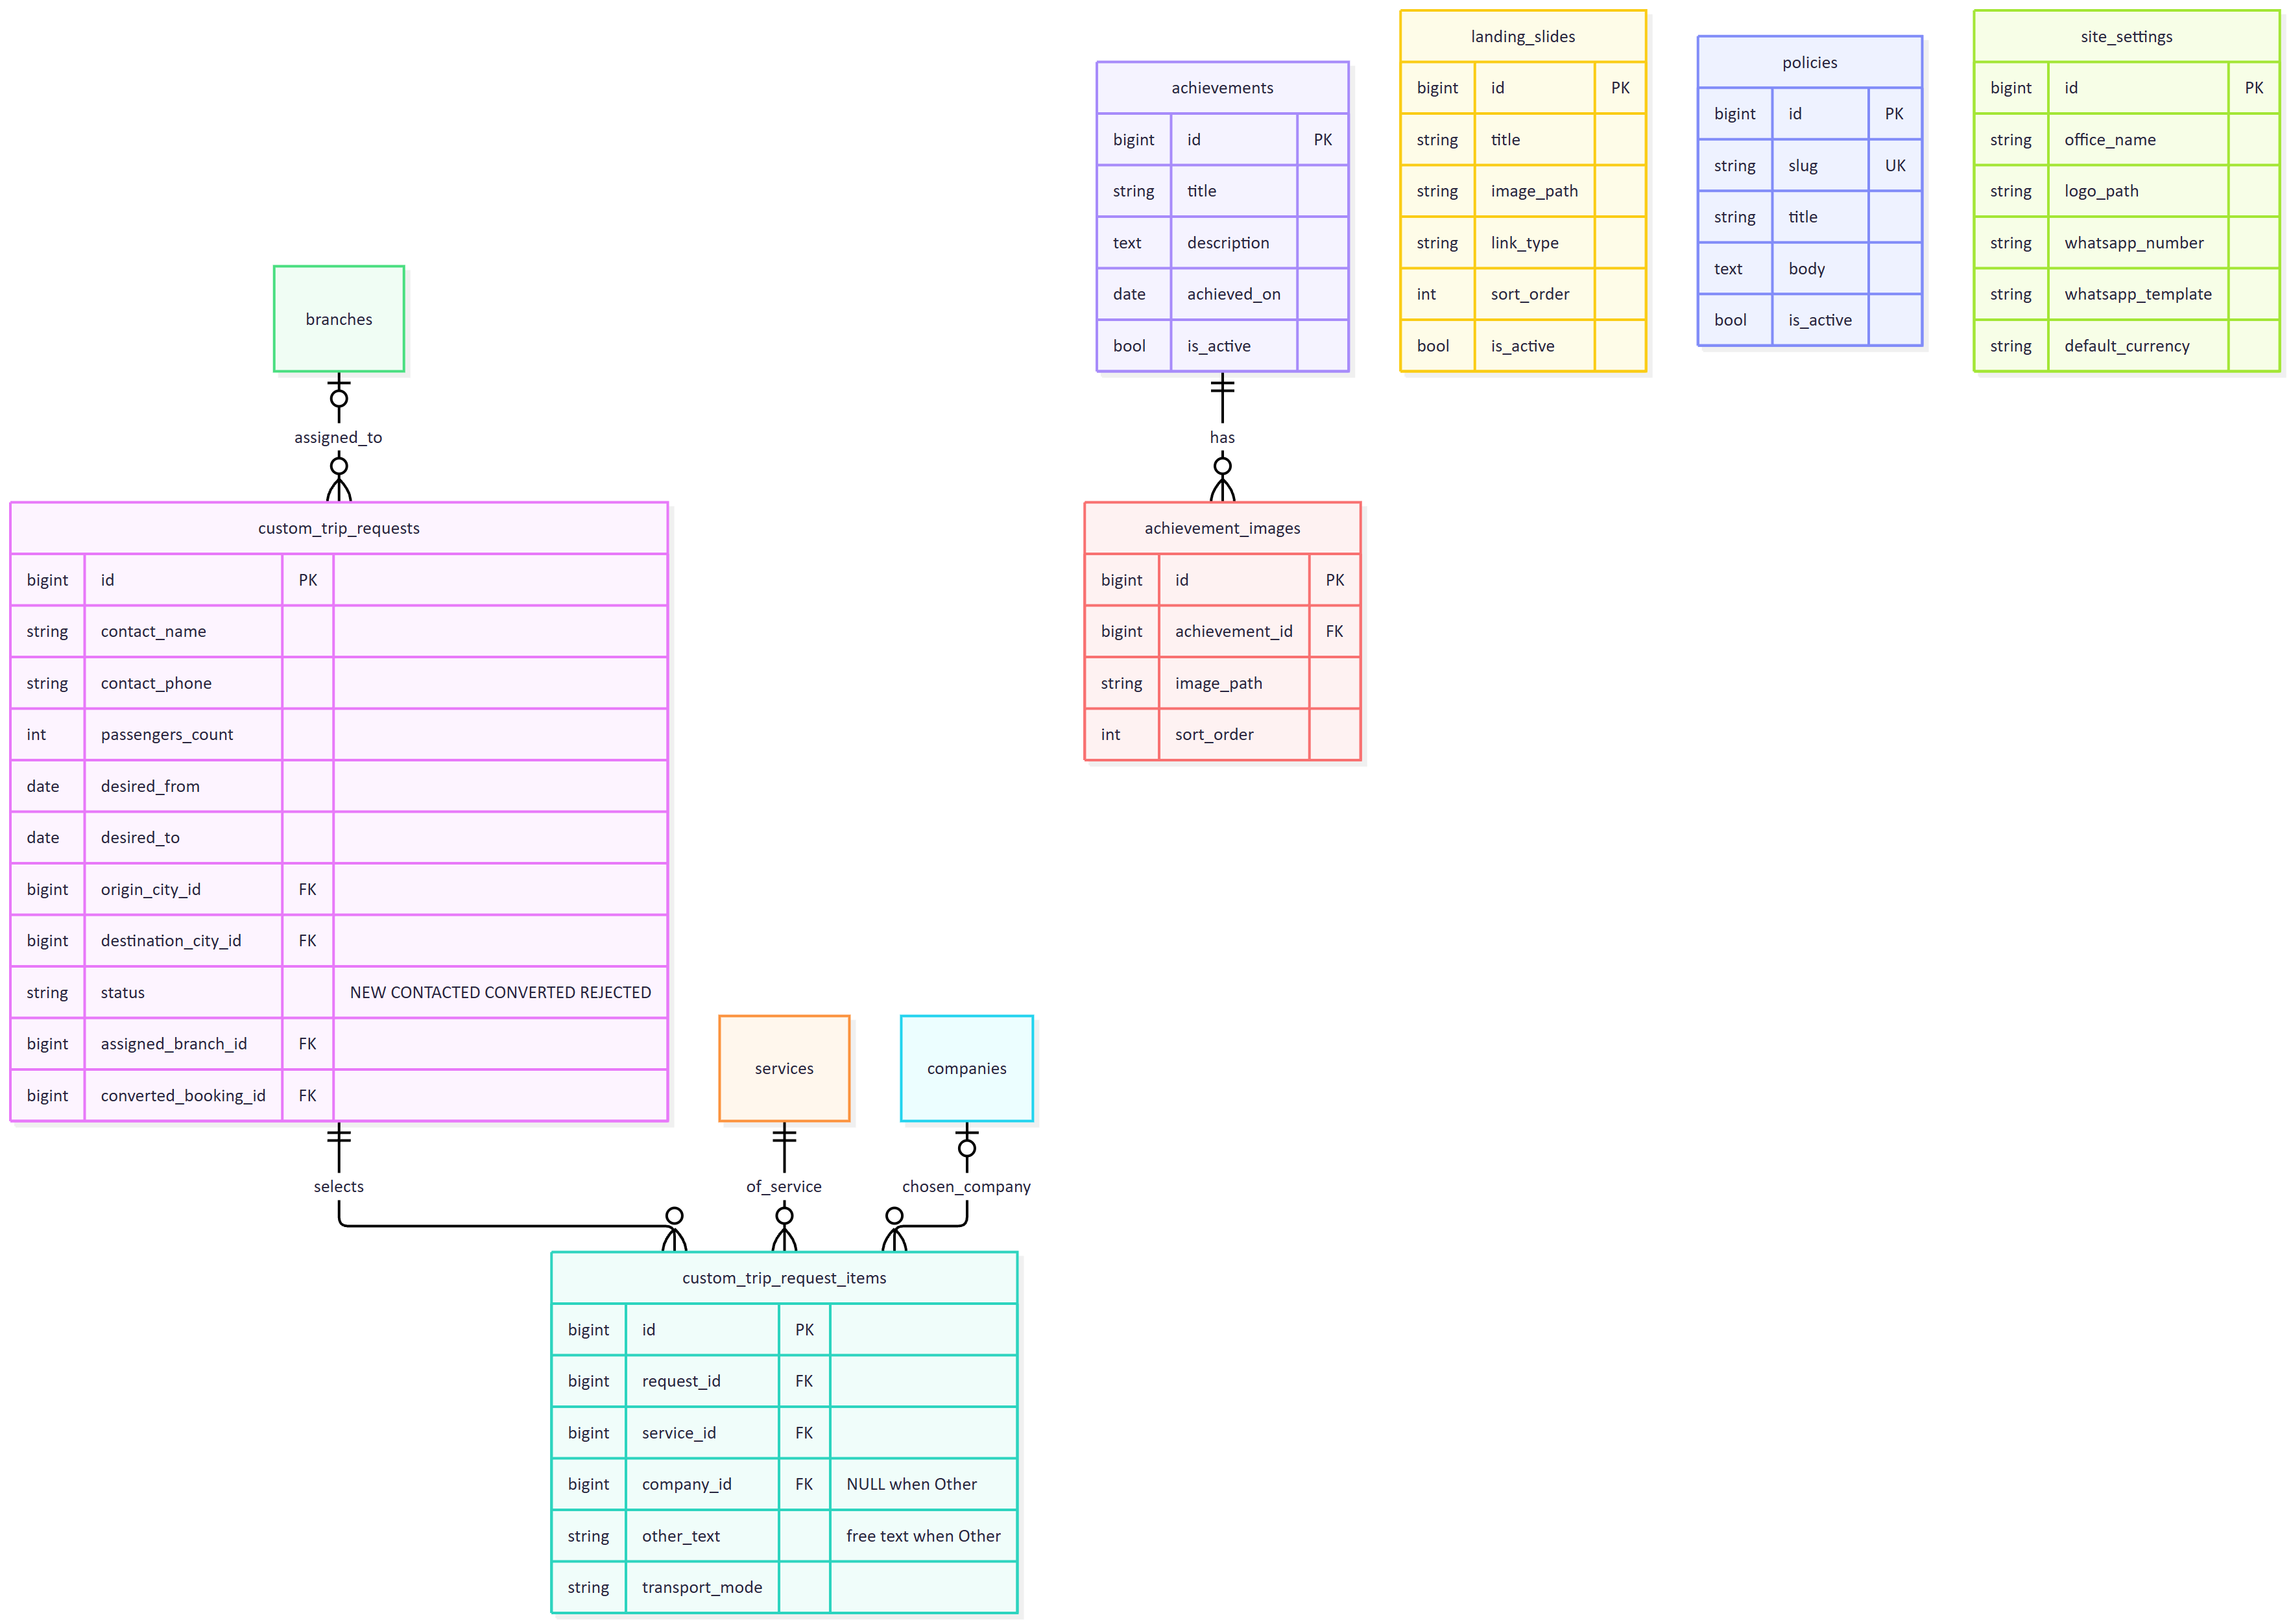 branches
assigned_to
custom_trip_requests
bigint id PK
string contact_name
string contact_phone
int passengers_count
date desired_from
date desired_to
bigint origin_city_id FK
bigint destination_city_id FK
string status NEW CONTACTED CONVERTED REJECTED
bigint assigned_branch_id FK
bigint converted_booking_id FK
selects
services
of_service
companies
chosen_company
custom_trip_request_items
bigint id PK
bigint request_id FK
bigint service_id FK
bigint company_id FK NULL when Other
string other_text free text when Other
string transport_mode
achievements
bigint id PK
string title
text description
date achieved_on
bool is_active
has
achievement_images
bigint id PK
bigint achievement_id FK
string image_path
int sort_order
landing_slides
bigint id PK
string title
string image_path
string link_type
int sort_order
bool is_active
policies
bigint id PK
string slug UK
string title
text body
bool is_active
site_settings
bigint id PK
string office_name
string logo_path
string whatsapp_number
string whatsapp_template
string default_currency